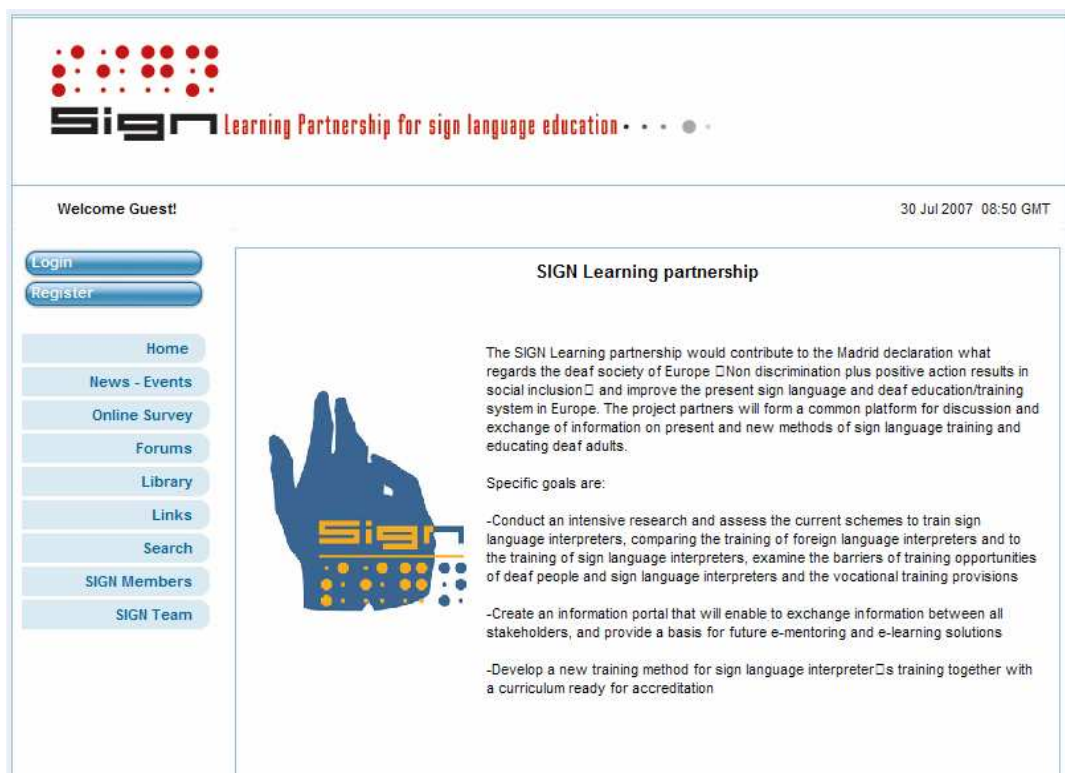 Sign Learning Partnership for sign language education
Welcome Guest!
30 Jul 2007 08:50 GMT
Login
Register
Home
News - Events
Online Survey
Forums
Library
Links
Search
SIGN Members
SIGN Team
SIGN Learning partnership
The SIGN Learning partnership would contribute to the Madrid declaration what
regards the deaf society of Europe □Non discrimination plus positive action results in
social inclusion□ and improve the present sign language and deaf education/training
system in Europe. The project partners will form a common platform for discussion and
exchange of information on present and new methods of sign language training and
educating deaf adults.
Specific goals are:
-Conduct an intensive research and assess the current schemes to train sign
language interpreters, comparing the training of foreign language interpreters and to
the training of sign language interpreters, examine the barriers of training opportunities
of deaf people and sign language interpreters and the vocational training provisions
-Create an information portal that will enable to exchange information between all
stakeholders, and provide a basis for future e-mentoring and e-learning solutions
-Develop a new training method for sign language interpreter□s training together with
a curriculum ready for accreditation
Sign